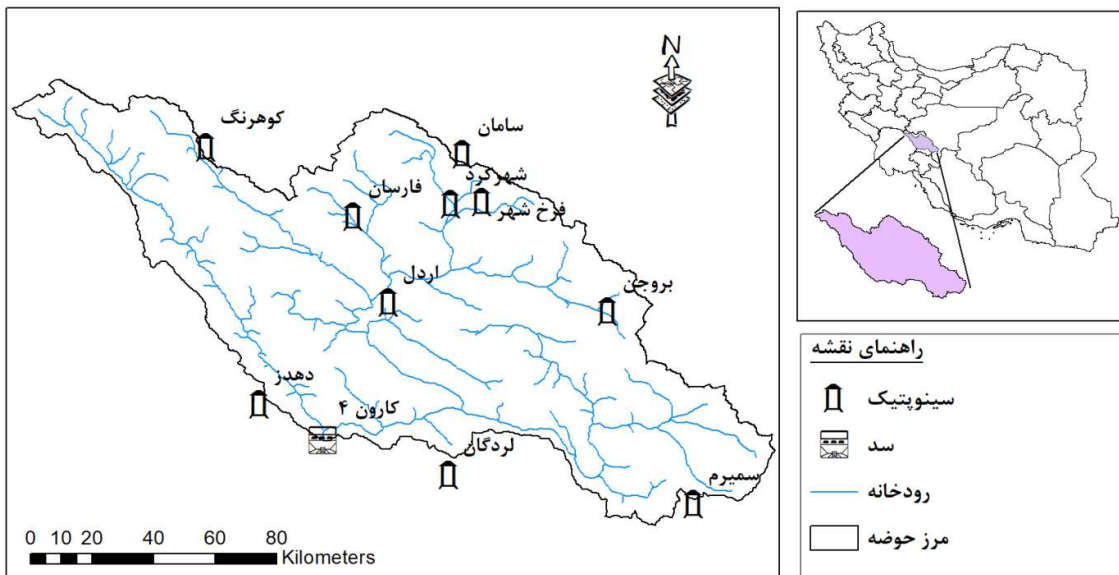 N
کوهرنگ
سامان
شهرکرد
فارسان
فرخ شهر
اردل
بروجن
دهدز
کارون ۴
لردگان
سمیرم
0 10 20 40 60 80
Kilometers
راهنمای نقشه
سینوپتیک
سد
رودخانه
مرز حوضه